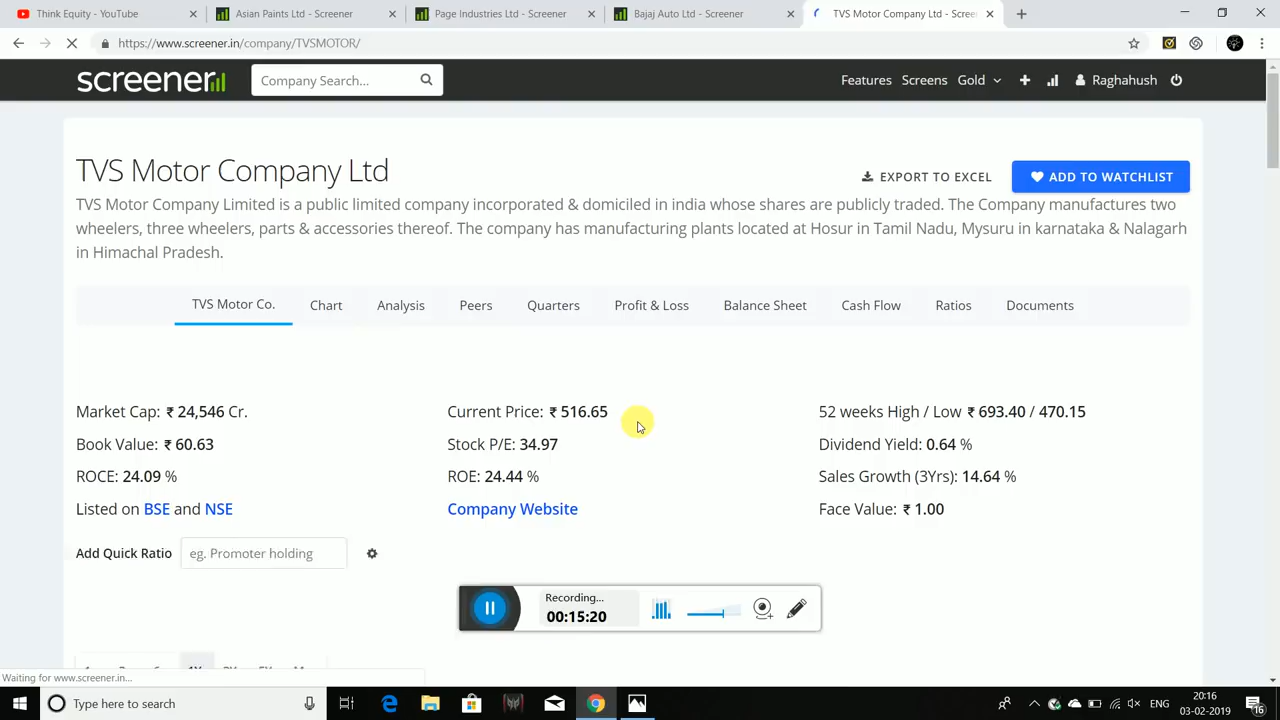 Think Equity - YouTube
Asian Paints Ltd - Screener
Page Industries Ltd - Screener
Bajaj Auto Ltd - Screener
TVS Motor Company Ltd - Scree
https://www.screener.in/company/TVSMOTOR/
screener
Company Search...
Features
Screens
Gold
Raghahush
TVS Motor Company Ltd
EXPORT TO EXCEL
ADD TO WATCHLIST
TVS Motor Company Limited is a public limited company incorporated & domiciled in india whose shares are publicly traded. The Company manufactures two
wheelers, three wheelers, parts & accessories thereof. The company has manufacturing plants located at Hosur in Tamil Nadu, Mysuru in karnataka & Nalagarh
in Himachal Pradesh.
TVS Motor Co.
Chart
Analysis
Peers
Quarters
Profit & Loss
Balance Sheet
Cash Flow
Ratios
Documents
Market Cap: ₹ 24,546 Cr.
Current Price: ₹ 516.65
52 weeks High / Low ₹ 693.40 / 470.15
Book Value: ₹ 60.63
Stock P/E: 34.97
Dividend Yield: 0.64 %
ROCE: 24.09 %
ROE: 24.44 %
Sales Growth (3Yrs): 14.64 %
Listed on BSE and NSE
Company Website
Face Value: ₹ 1.00
Add Quick Ratio
eg. Promoter holding
Recording...
00:15:20
Waiting for www.screener.in...
Type here to search
ENG
20:16
03-02-2019
16